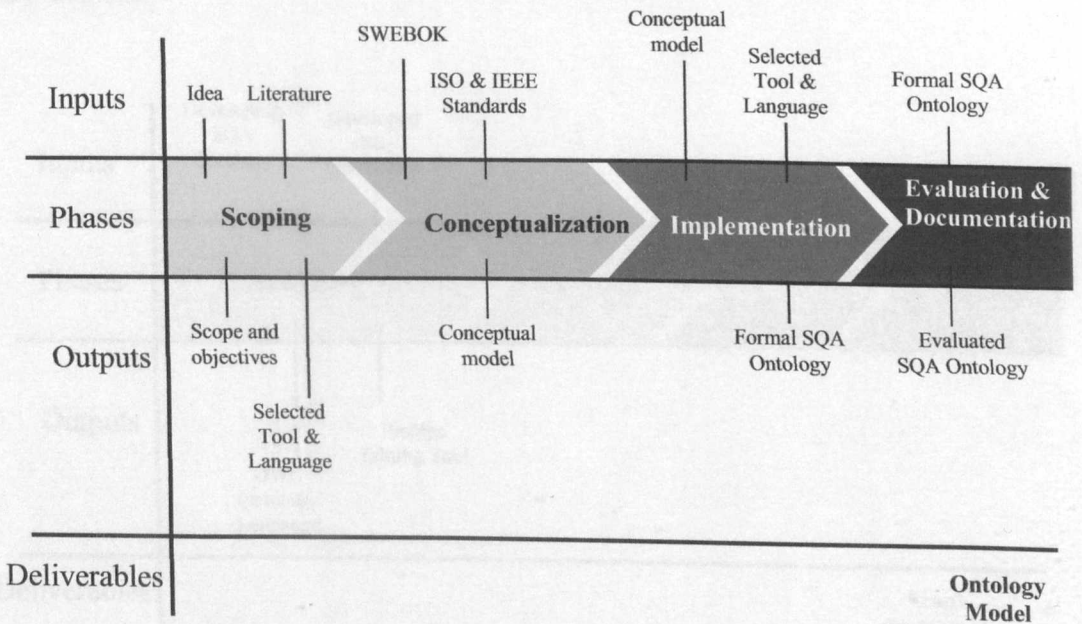 SWEBOK
Conceptual
model
Inputs
Idea
Literature
ISO & IEEE
Standards
Selected
Tool &
Language
Formal SQA
Ontology
Phases
Scoping
Conceptualization
Implementation
Evaluation &
Documentation
Outputs
Scope and
objectives
Selected
Tool &
Language
Conceptual
model
Formal SQA
Ontology
Evaluated
SQA Ontology
Deliverables
Ontology
Model